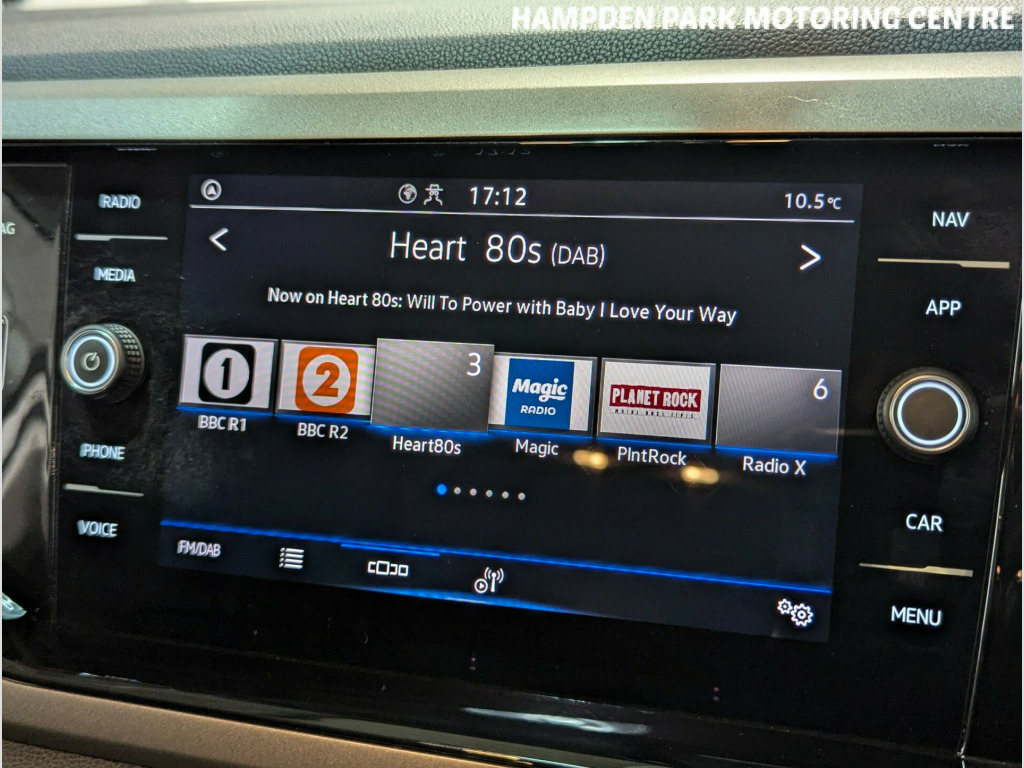 HAMPDEN PARK MOTORING CENTRE
RADIO
MEDIA
PHONE
VOICE
17:12
10.5°C
< Heart 80s (DAB) >
Now on Heart 80s: Will To Power with Baby I Love Your Way
1
2
3
Magic
RADIO
PLANET ROCK
6
BBC R1
BBC R2
Heart80s
Magic
PlntRock
Radio X
FM/DAB
NAV
APP
CAR
MENU